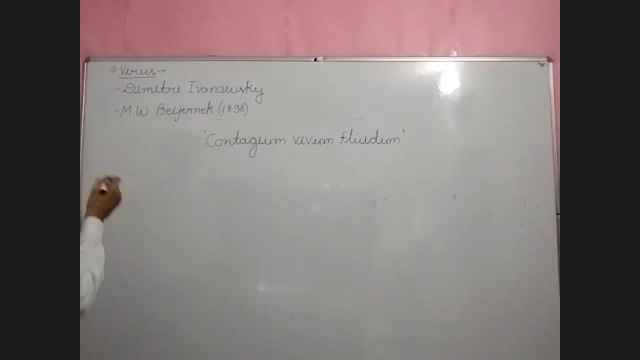 * Virus →
- Dimitri Ivanowsky
- M.W Beijernek (1898)
'Contagium vivum fluidum'